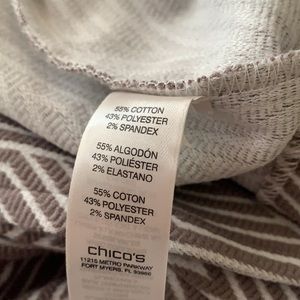 55% COTTON
43% POLYESTER
2% SPANDEX
55% ALGODÓN
43% POLIÉSTER
2% ELASTANO
55% COTON
43% POLYESTER
2% SPANDEX
chico's
11215 METRO PARKWAY
FORT MYERS, FL 33966